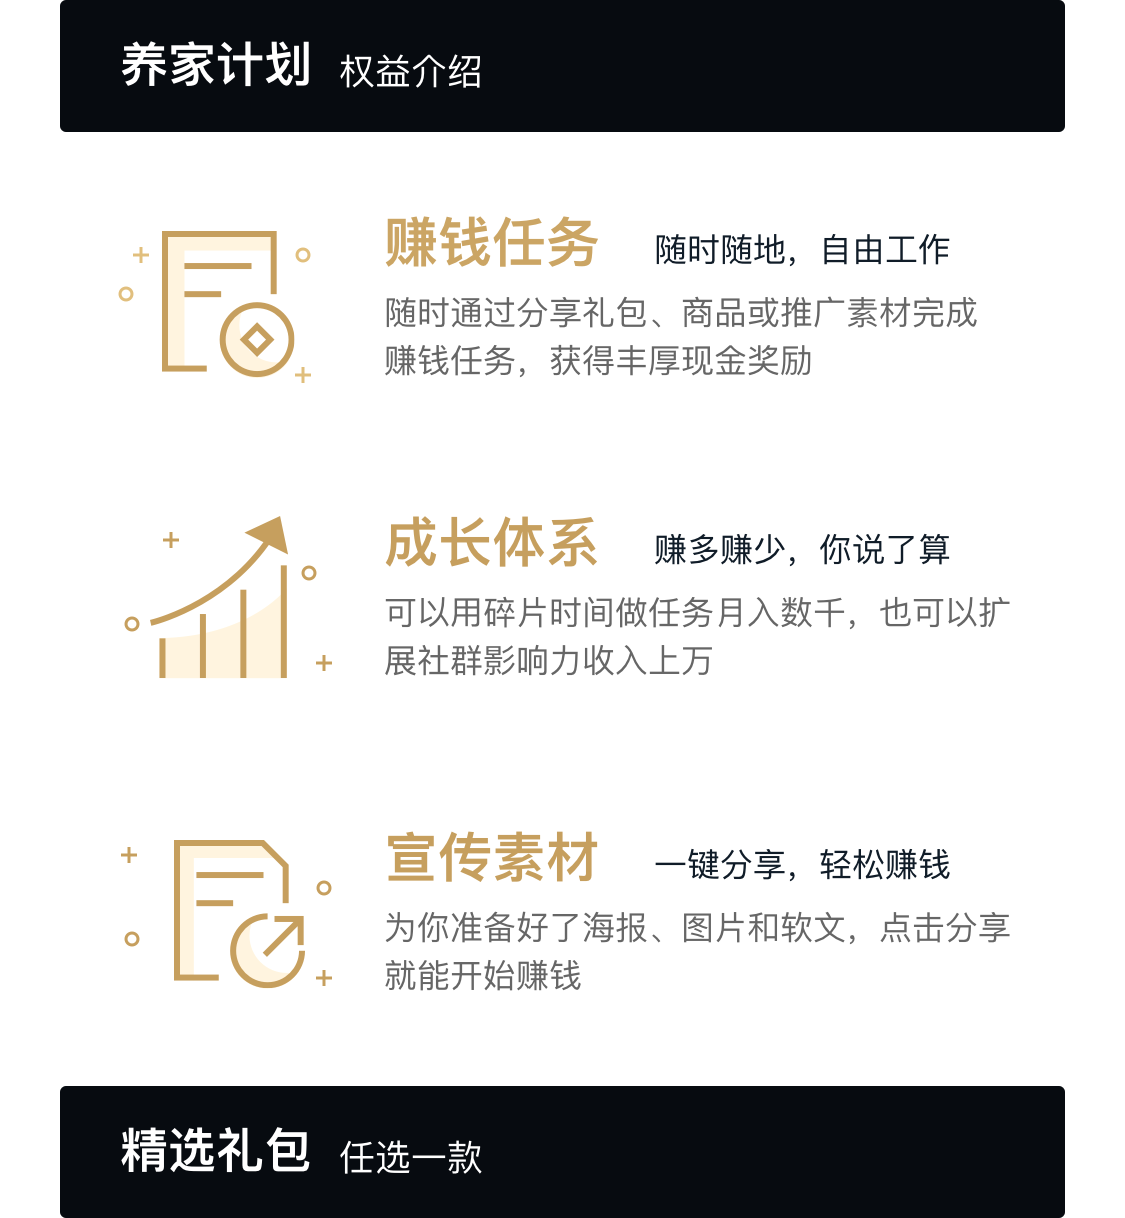 养家计划 权益介绍
赚钱任务 随时随地，自由工作
随时通过分享礼包、商品或推广素材完成
赚钱任务，获得丰厚现金奖励
成长体系 赚多赚少，你说了算
可以用碎片时间做任务月入数千，也可以扩
展社群影响力收入上万
宣传素材 一键分享，轻松赚钱
为你准备好了海报、图片和软文，点击分享
就能开始赚钱
精选礼包 任选一款